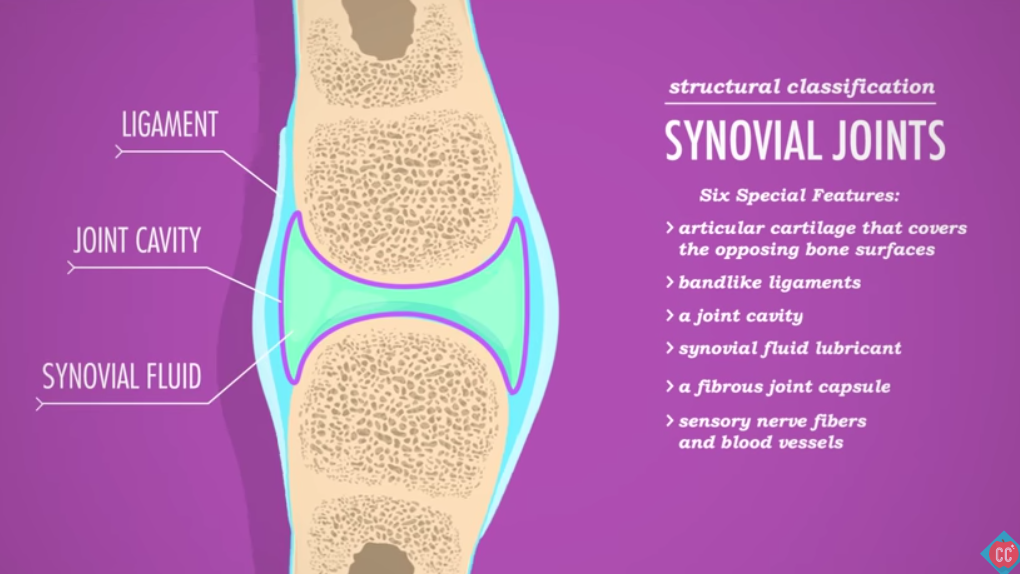 LIGAMENT
JOINT CAVITY
SYNOVIAL FLUID
structural classification
SYNOVIAL JOINTS
Six Special Features:
articular cartilage that covers
the opposing bone surfaces
bandlike ligaments
a joint cavity
synovial fluid lubricant
a fibrous joint capsule
sensory nerve fibers
and blood vessels
CC